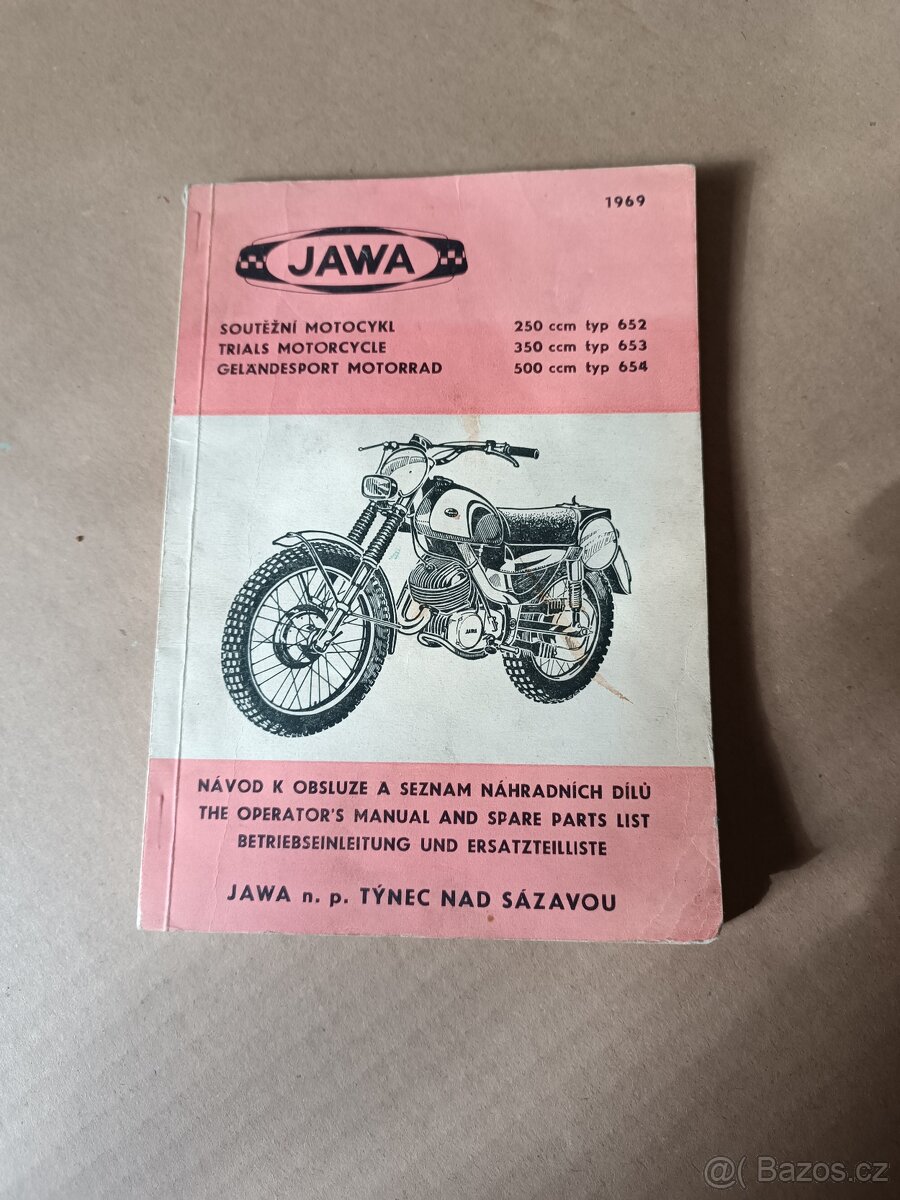 1969
JAWA
SOUTĚŽNÍ MOTOCYKL 250 ccm typ 652
TRIALS MOTORCYCLE 350 ccm typ 653
GELÄNDESPORT MOTORRAD 500 ccm typ 654
JAWA
NÁVOD K OBSLUZE A SEZNAM NÁHRADNÍCH DÍLŮ
THE OPERATOR'S MANUAL AND SPARE PARTS LIST
BETRIEBSEINLEITUNG UND ERSATZTEILLISTE
JAWA n. p. TÝNEC NAD SÁZAVOU
@( Bazos.cz